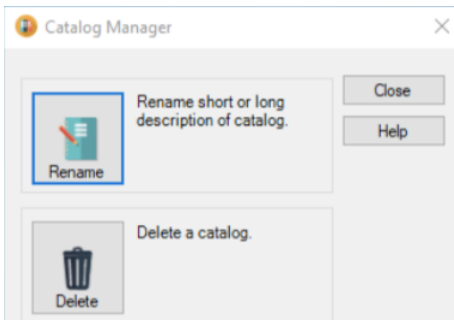 Catalog Manager
Rename short or long
description of catalog.
Rename
Close
Help
Delete a catalog.
Delete